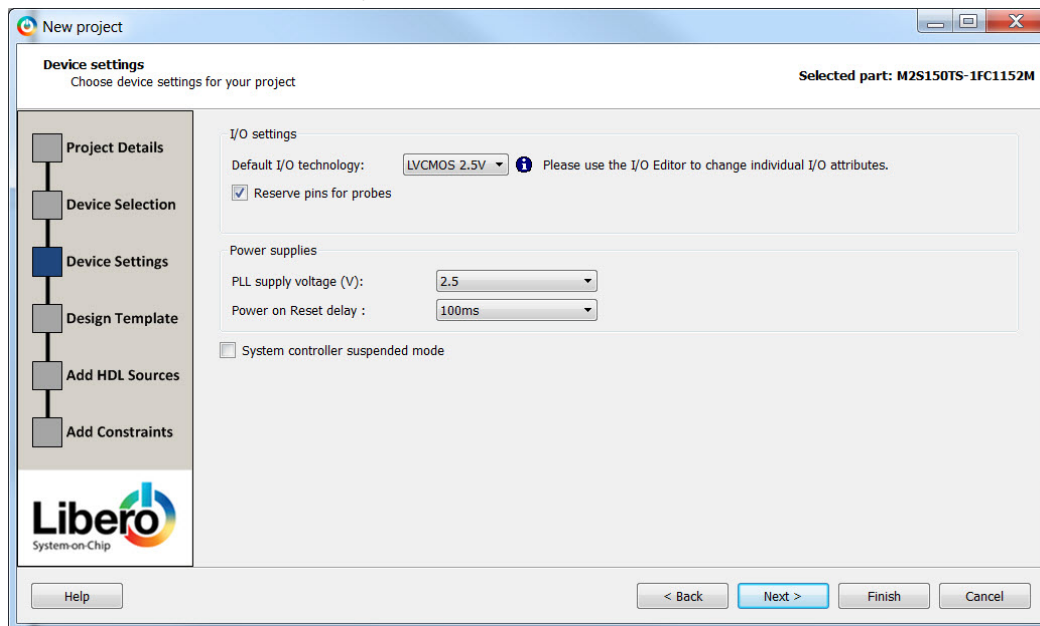 New project
Device settings
Choose device settings for your project
Selected part: M2S150TS-1FC1152M
Project Details
Device Selection
Device Settings
Design Template
Add HDL Sources
Add Constraints
Libero
System-on-Chip
I/O settings
Default I/O technology: LVCMOS 2.5V Please use the I/O Editor to change individual I/O attributes.
Reserve pins for probes
Power supplies
PLL supply voltage (V): 2.5
Power on Reset delay : 100ms
System controller suspended mode
Help < Back Next > Finish Cancel